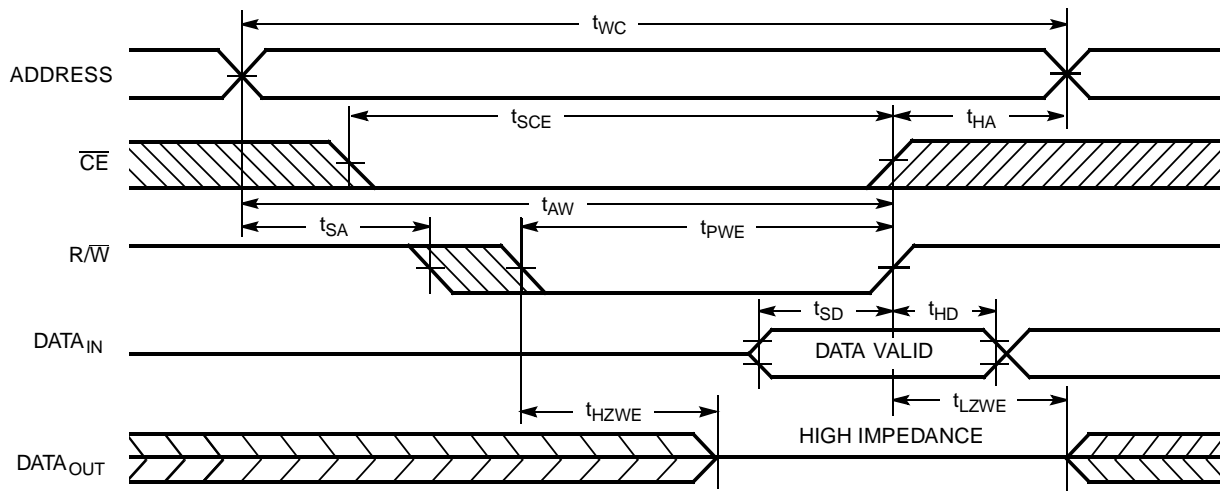 tWC
ADDRESS
tSCE
tHA
CE
tAW
tSA
tPWE
R/W
tSD
tHD
DATAIN
DATA VALID
tHZWE
tLZWE
HIGH IMPEDANCE
DATAOUT